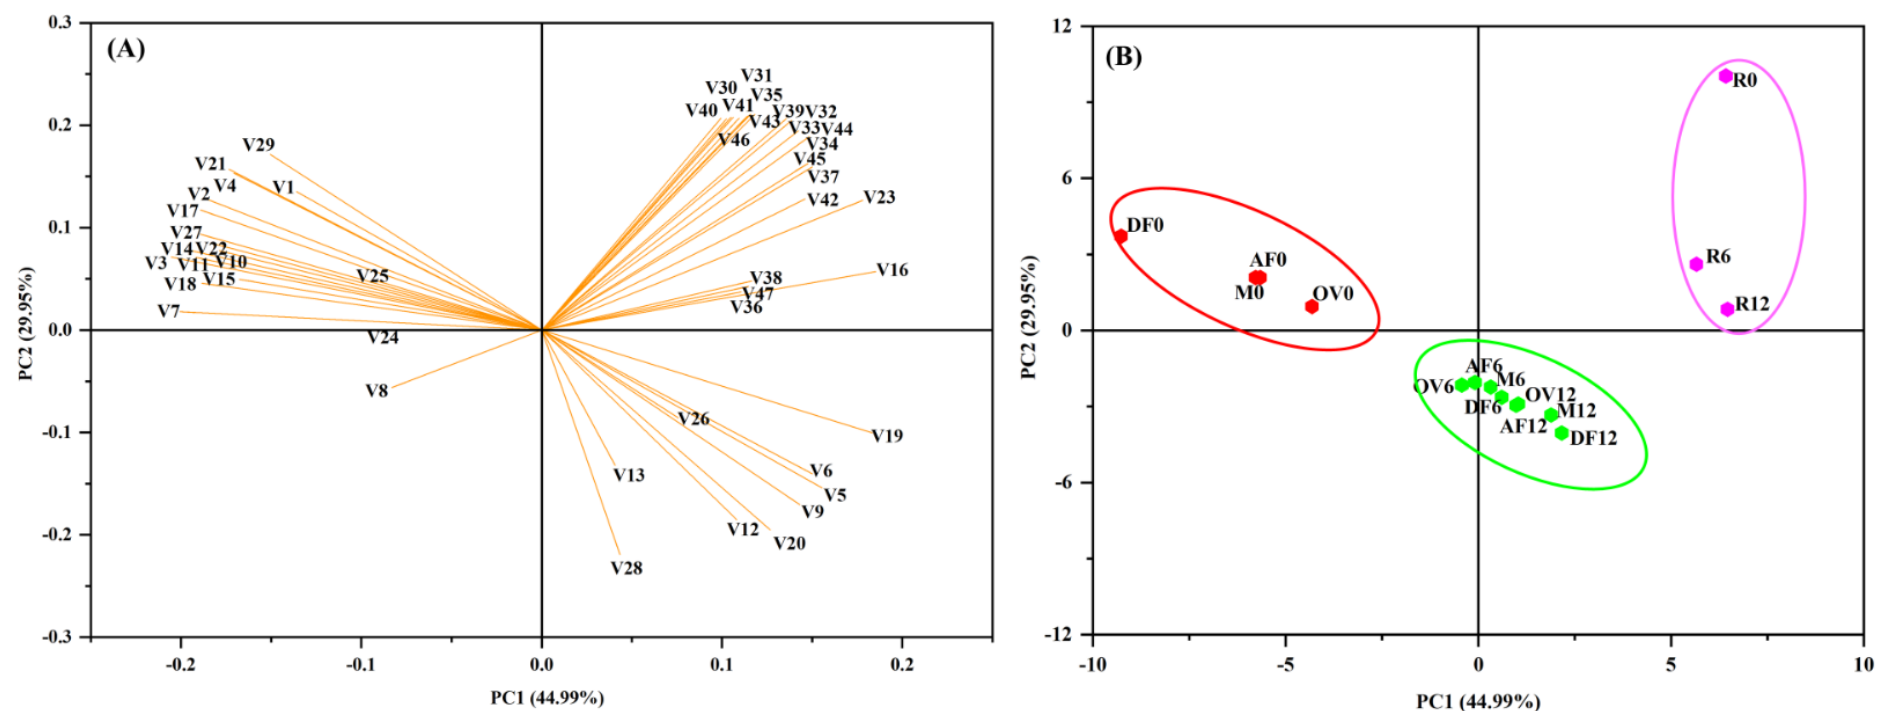 (A)
0.3
0.2
0.1
0.0
-0.1
-0.2
-0.3
PC2 (29.95%)
V31
V30
V35
V40
V41
V39
V32
V43
V33
V44
V46
V34
V45
V37
V42
V23
V29
V21
V4
V1
V2
V17
V27
V14
V22
V3
V11
V10
V25
V18
V15
V7
V24
V8
V16
V38
V47
V36
V26
V19
V13
V6
V5
V9
V12
V20
V28
-0.2
-0.1
0.0
0.1
0.2
PC1 (44.99%)
(B)
12
6
0
-6
-12
PC2 (29.95%)
R0
R6
R12
DF0
AF0
M0
OV0
AF6
OV6
M6
DF6
OV12
M12
AF12
DF12
-10
-5
0
5
10
PC1 (44.99%)